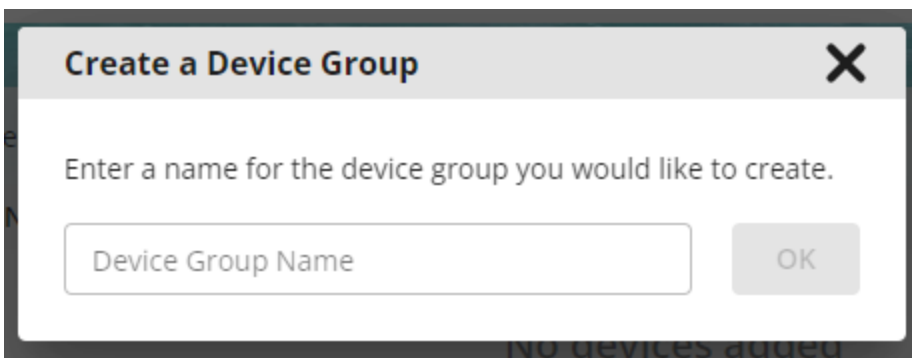 Create a Device Group
Enter a name for the device group you would like to create.
Device Group Name
OK
No devices added